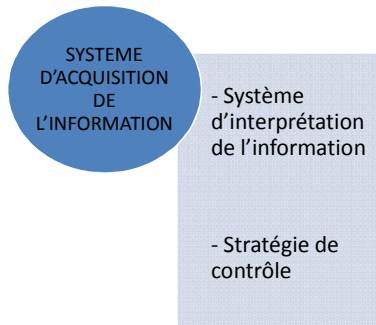 SYSTEME
D'ACQUISITION
DE
L'INFORMATION
- Système
d'interprétation
de l'information
- Stratégie de
contrôle